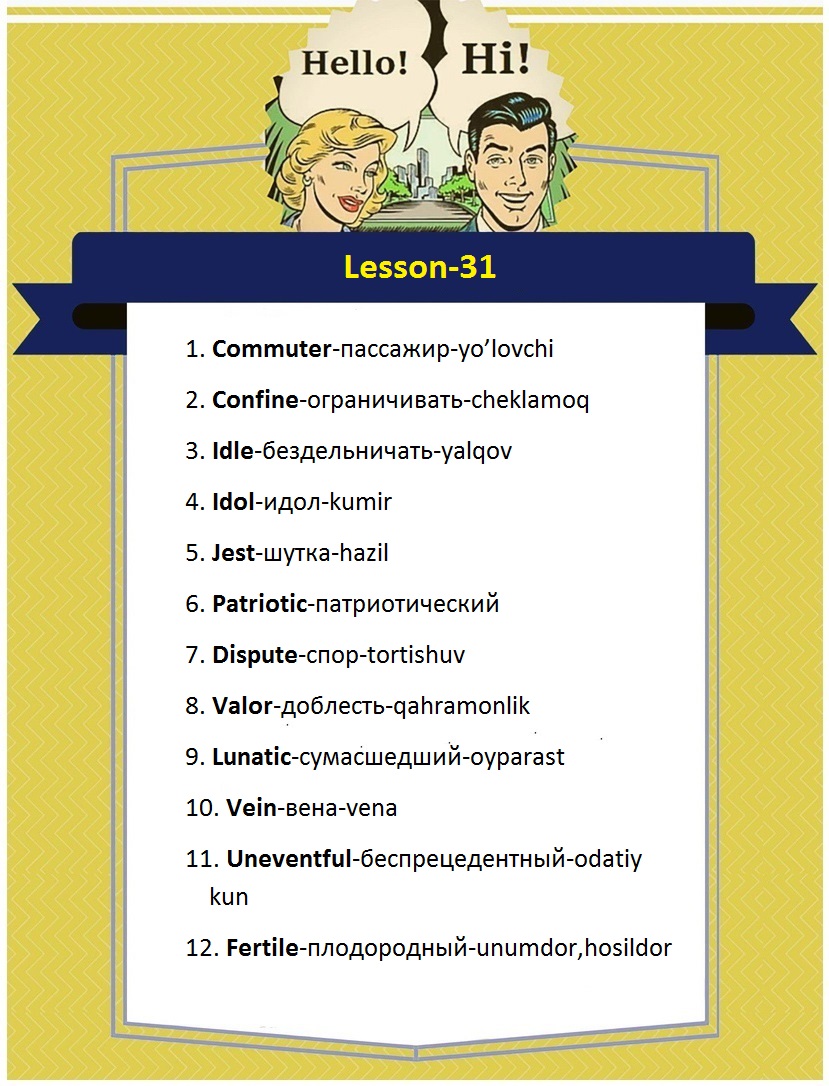 Hello!
Hi!
Lesson-31
1. Commuter-пассажир-yo’lovchi
2. Confine-ограничивать-cheklamoq
3. Idle-бездельничать-yalqov
4. Idol-идол-kumir
5. Jest-шутка-hazil
6. Patriotic-патриотический
7. Dispute-спор-tortishuv
8. Valor-доблесть-qahramonlik
9. Lunatic-сумасшедший-oyparast
10. Vein-вена-vena
11. Uneventful-беспрецедентный-odatiy
kun
12. Fertile-плодородный-unumdor,hosildor